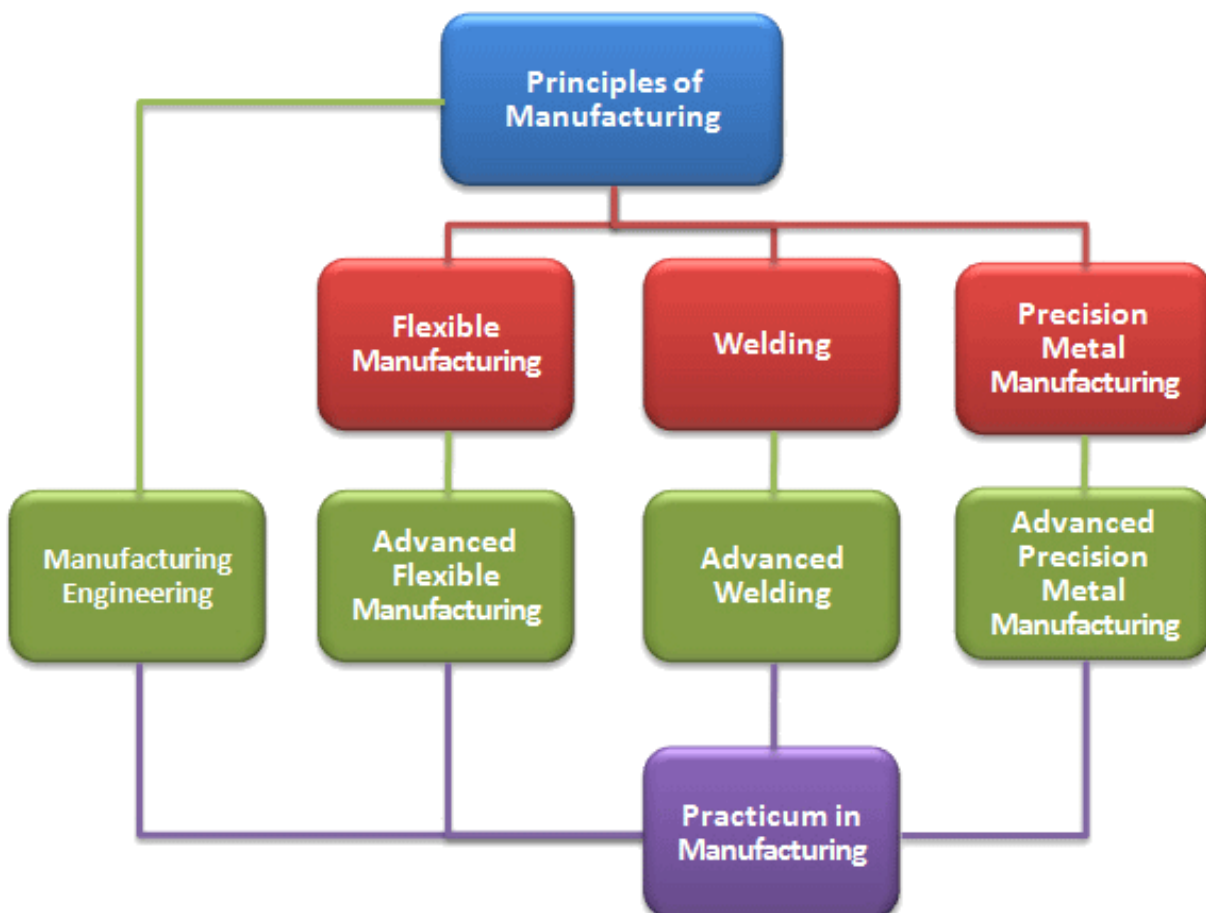 Principles of
Manufacturing
Flexible
Manufacturing
Welding
Precision
Metal
Manufacturing
Manufacturing
Engineering
Advanced
Flexible
Manufacturing
Advanced
Welding
Advanced
Precision
Metal
Manufacturing
Practicum in
Manufacturing